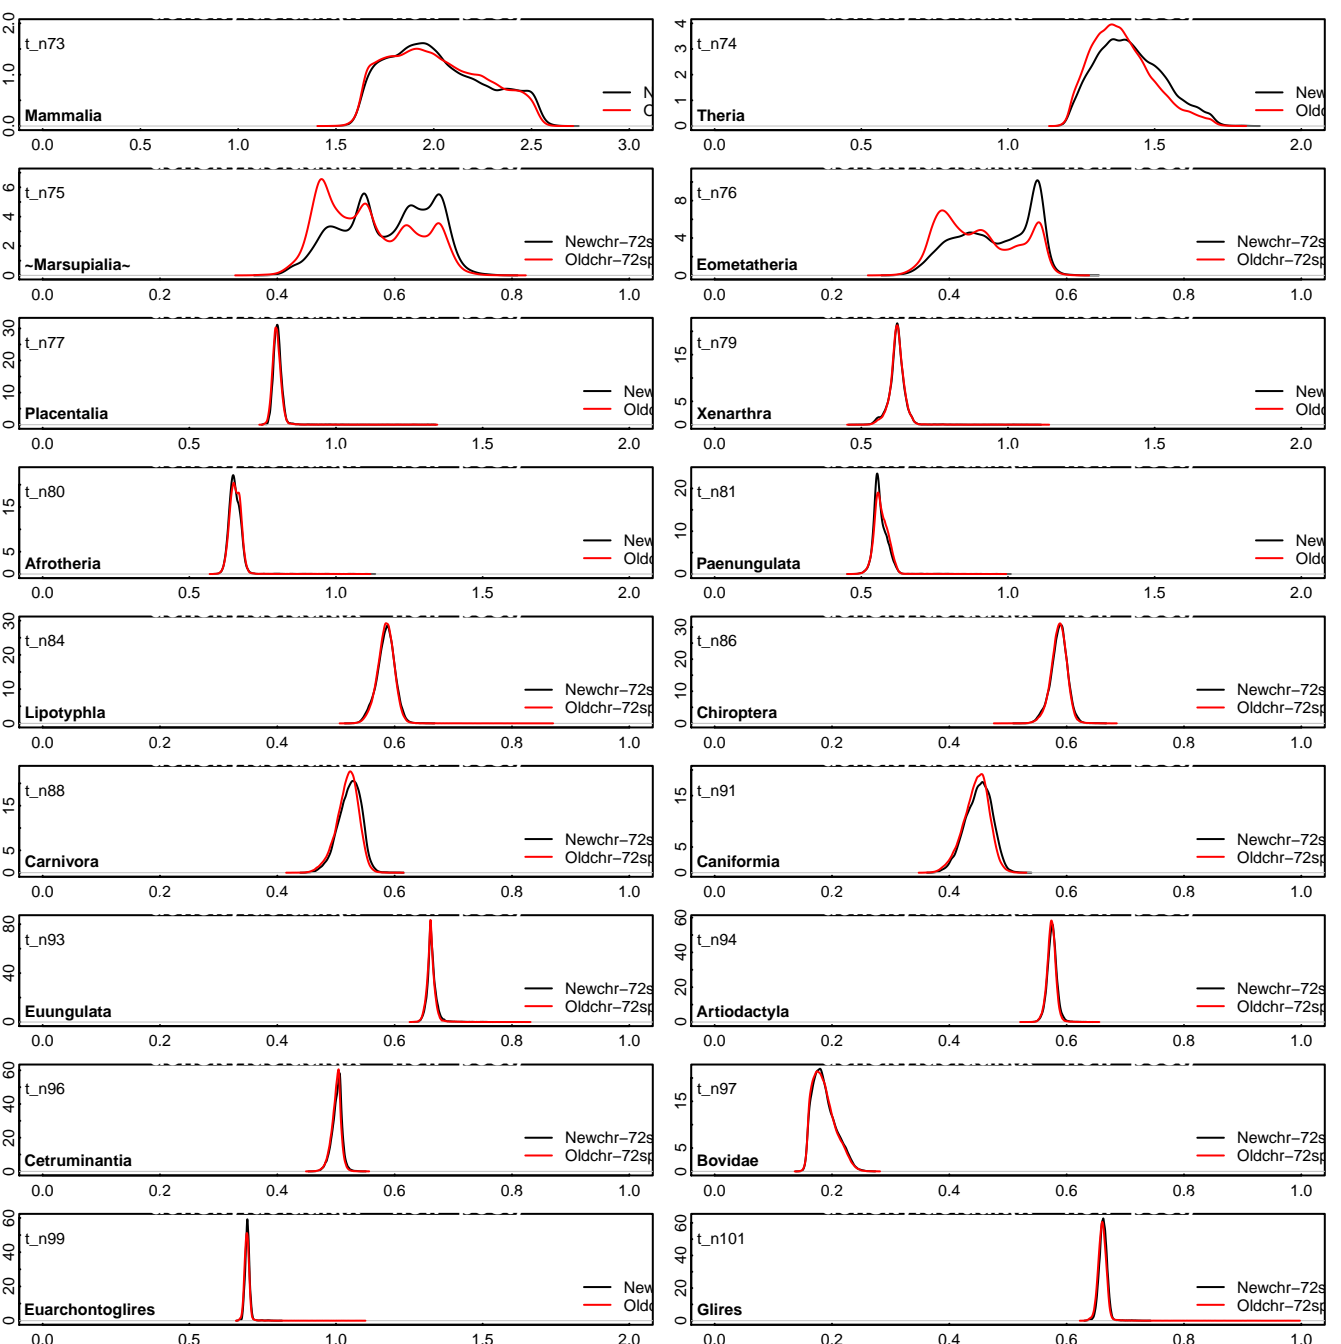 t_n73
2.0
1.0
0.0
Mammalia
0.0 0.5 1.0 1.5 2.0 2.5 3.0
t_n74
4
3
2
1
0
Theria
New
0.0 0.5 1.0 1.5 2.0
t_n75
6
4
2
0
~Marsupialia~
Newchr−72s
Oldchr−72sp
0.0 0.2 0.4 0.6 0.8 1.0
t_n76
8
4
0
Eometatheria
Newchr−72s
Oldchr−72sp
0.0 0.2 0.4 0.6 0.8 1.0
t_n77
30
20
10
0
Placentalia
New
0.0 0.5 1.0 1.5 2.0
t_n79
15
5
0
Xenarthra
New
0.5 1.0 1.5 2.0
t_n80
15
5
0
Afrotheria
New
0.0 0.5 1.0 1.5 2.0
t_n81
20
10
0
Paenungulata
New
0.0 0.5 1.0 1.5 2.0
t_n84
30
20
10
0
Lipotyphla
Newchr−72s
Oldchr−72sp
0.0 0.2 0.4 0.6 0.8 1.0
t_n86
30
20
10
0
Chiroptera
Newchr−72s
Oldchr−72sp
0.0 0.2 0.4 0.6 0.8 1.0
t_n88
15
5
0
Carnivora
Newchr−72s
Oldchr−72sp
0.0 0.2 0.4 0.6 0.8 1.0
t_n91
15
5
0
Caniformia
Newchr−72s
Oldchr−72sp
0.0 0.2 0.4 0.6 0.8 1.0
t_n93
80
40
0
Euungulata
Newchr−72s
Oldchr−72sp
0.0 0.2 0.4 0.6 0.8 1.0
t_n94
60
40
20
0
Artiodactyla
Newchr−72s
Oldchr−72sp
0.0 0.2 0.4 0.6 0.8 1.0
t_n96
60
40
20
0
Cetruminantia
Newchr−72s
Oldchr−72sp
0.0 0.2 0.4 0.6 0.8 1.0
t_n97
15
5
0
Bovidae
Newchr−72s
Oldchr−72sp
0.0 0.2 0.4 0.6 0.8 1.0
t_n99
60
40
20
0
Euarchontoglires
New
0.0 0.5 1.0 1.5 2.0
t_n101
60
40
20
0
Glires
Newchr−72s
Oldchr−72sp
0.0 0.2 0.4 0.6 0.8 1.0